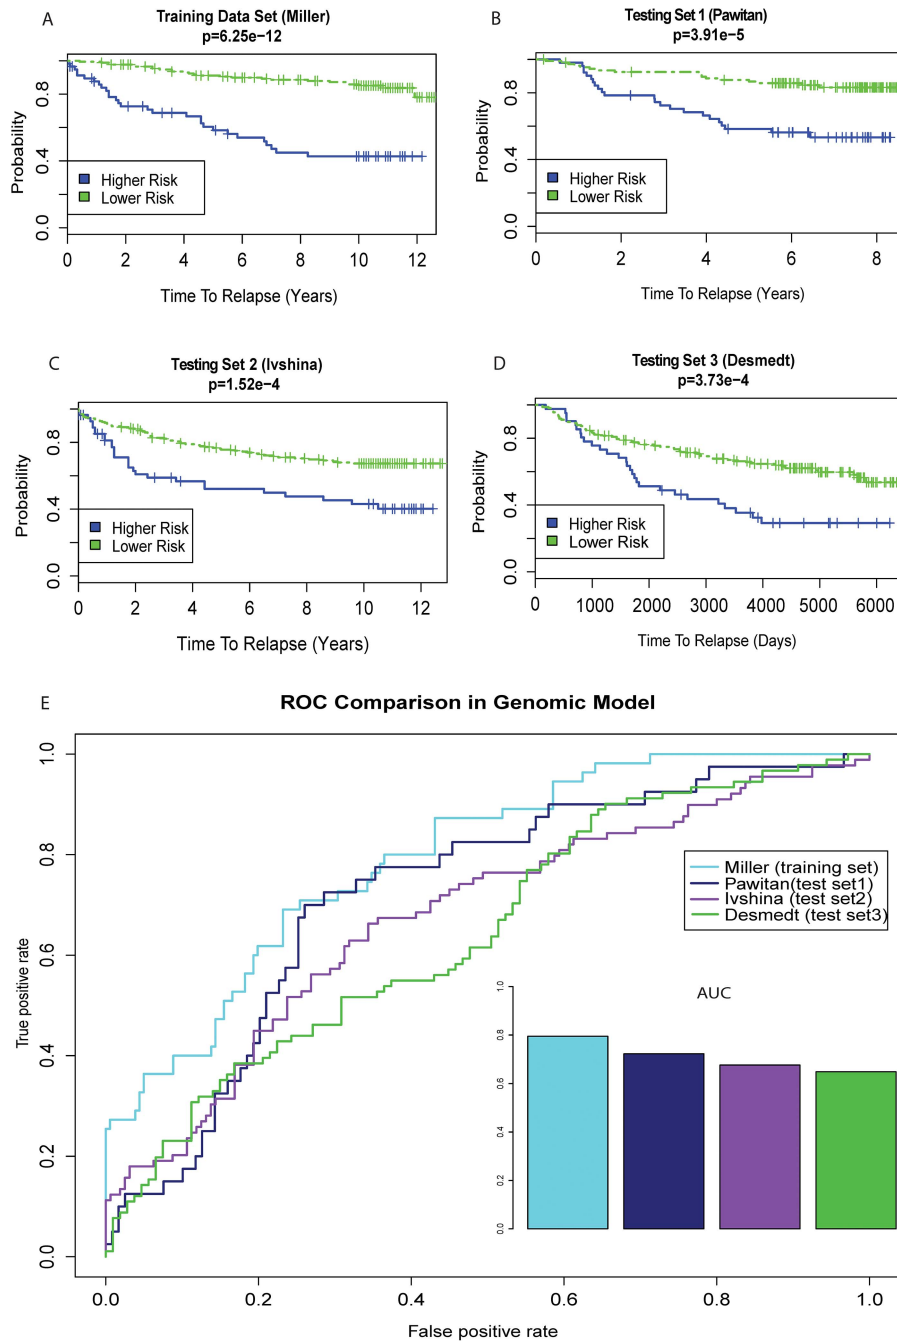 A
Training Data Set (Miller)
p=6.25e−12
Probability
0.0 0.4 0.8
Higher Risk
Lower Risk
0 2 4 6 8 10 12
Time To Relapse (Years)
B
Testing Set 1 (Pawitan)
p=3.91e−5
Probability
0.0 0.4 0.8
Higher Risk
Lower Risk
0 2 4 6 8
Time To Relapse (Years)
C
Testing Set 2 (Ivshina)
p=1.52e−4
Probability
0.0 0.4 0.8
Higher Risk
Lower Risk
0 2 4 6 8 10 12
Time To Relapse (Years)
D
Testing Set 3 (Desmedt)
p=3.73e−4
Probability
0.0 0.4 0.8
Higher Risk
Lower Risk
0 1000 2000 3000 4000 5000 6000
Time To Relapse (Days)
E
ROC Comparison in Genomic Model
True positive rate
0.0 0.2 0.4 0.6 0.8 1.0
Miller (training set)
Pawitan(test set1)
Ivshina (test set2)
Desmedt (test set3)
AUC
0.0 0.2 0.4 0.6 0.8 1.0
0.0 0.2 0.4 0.6 0.8 1.0
False positive rate